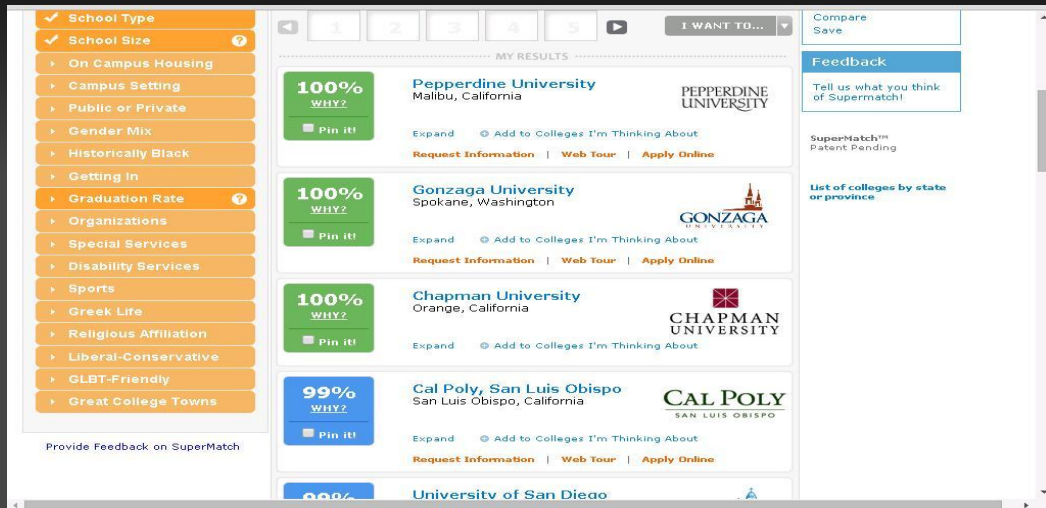 School Type
School Size ?
On Campus Housing
Campus Setting
Public or Private
Gender Mix
Historically Black
Getting In
Graduation Rate ?
Organizations
Special Services
Disability Services
Sports
Greek Life
Religious Affiliation
Liberal-Conservative
GLBT-Friendly
Great College Towns
Provide Feedback on SuperMatch
1 2 3 4 5
I WANT TO...
MY RESULTS
100%
WHY?
Pin it!
Pepperdine University
Malibu, California
PEPPERDINE
UNIVERSITY
Expand Add to Colleges I'm Thinking About
Request Information | Web Tour | Apply Online
100%
WHY?
Pin it!
Gonzaga University
Spokane, Washington
GONZAGA
UNIVERSITY
Expand Add to Colleges I'm Thinking About
Request Information | Web Tour | Apply Online
100%
WHY?
Pin it!
Chapman University
Orange, California
CHAPMAN
UNIVERSITY
Expand Add to Colleges I'm Thinking About
99%
WHY?
Pin it!
Cal Poly, San Luis Obispo
San Luis Obispo, California
CAL POLY
SAN LUIS OBISPO
Expand Add to Colleges I'm Thinking About
Request Information | Web Tour | Apply Online
99%
University of San Diego
Compare
Save
Feedback
Tell us what you think
of Supermatch!
SuperMatch™
Patent Pending
List of colleges by state
or province